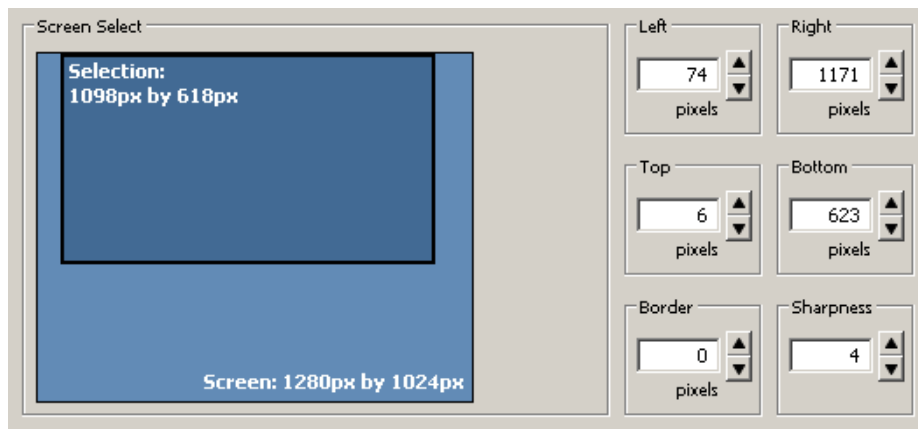 Screen Select
Selection:
1098px by 618px
Screen: 1280px by 1024px
Left
74
pixels
Right
1171
pixels
Top
6
pixels
Bottom
623
pixels
Border
0
pixels
Sharpness
4